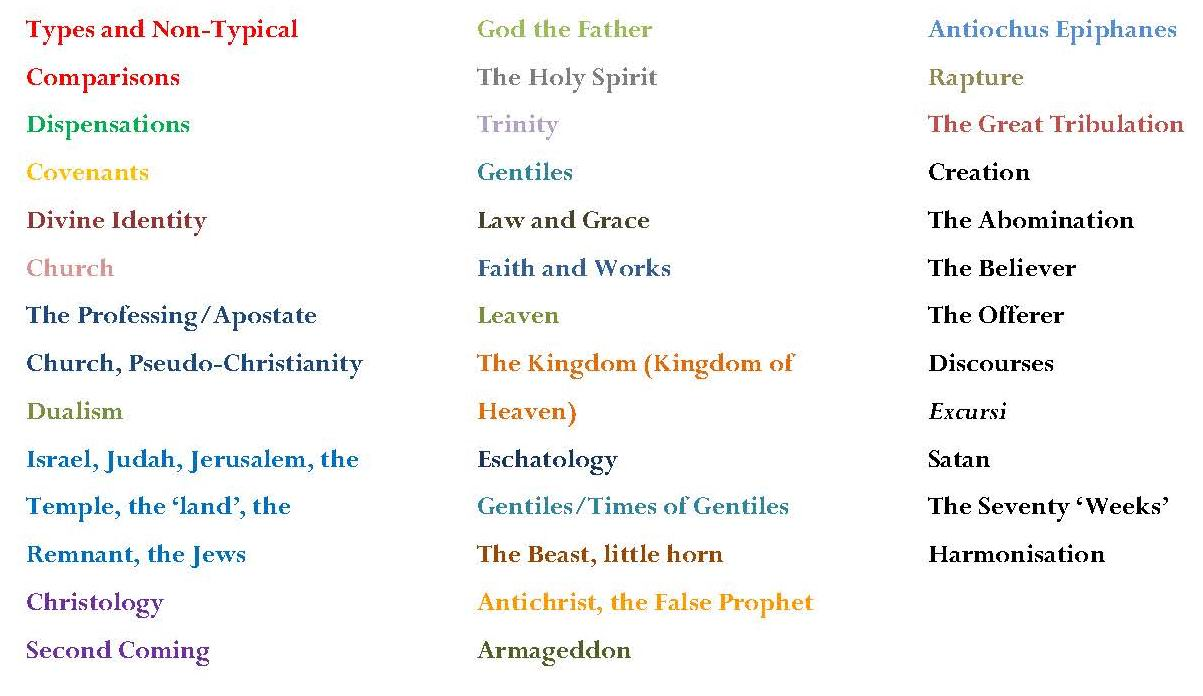 Types and Non-Typical
Comparisons
Dispensations
Covenants
Divine Identity
Church
The Professing/Apostate
Church, Pseudo-Christianity
Dualism
Israel, Judah, Jerusalem, the
Temple, the ‘land’, the
Remnant, the Jews
Christology
Second Coming
God the Father
The Holy Spirit
Trinity
Gentiles
Law and Grace
Faith and Works
Leaven
The Kingdom (Kingdom of
Heaven)
Eschatology
Gentiles/Times of Gentiles
The Beast, little horn
Antichrist, the False Prophet
Armageddon
Antiochus Epiphanes
Rapture
The Great Tribulation
Creation
The Abomination
The Believer
The Offerer
Discourses
Excursi
Satan
The Seventy ‘Weeks’
Harmonisation